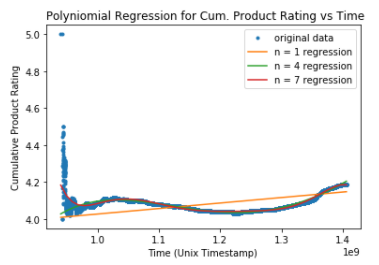 Polyniomial Regression for Cum. Product Rating vs Time
5.0
4.8
4.6
4.4
4.2
4.0
Cumulative Product Rating
original data
n = 1 regression
n = 4 regression
n = 7 regression
1.0 1.1 1.2 1.3 1.4
1e9
Time (Unix Timestamp)